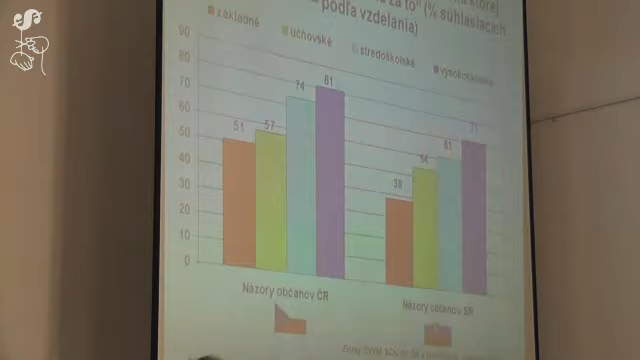 za to" (% súhlasiacich
podľa vzdelania)
základné
učňovské
stredoškolské
vysokoškolské
90
80
70
60
50
40
30
20
10
0
51
57
74
81
38
54
61
71
Názory občanov ČR
Názory občanov SR